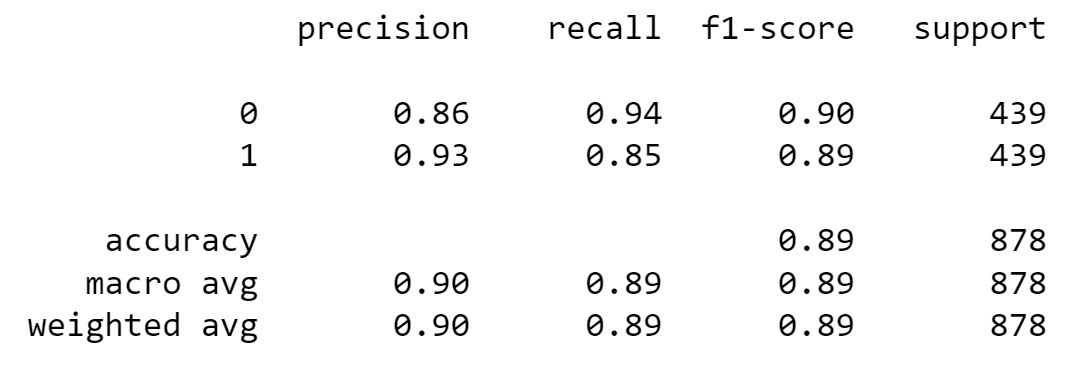 precision recall f1-score support
0 0.86 0.94 0.90 439
1 0.93 0.85 0.89 439
accuracy 0.89 878
macro avg 0.90 0.89 0.89 878
weighted avg 0.90 0.89 0.89 878